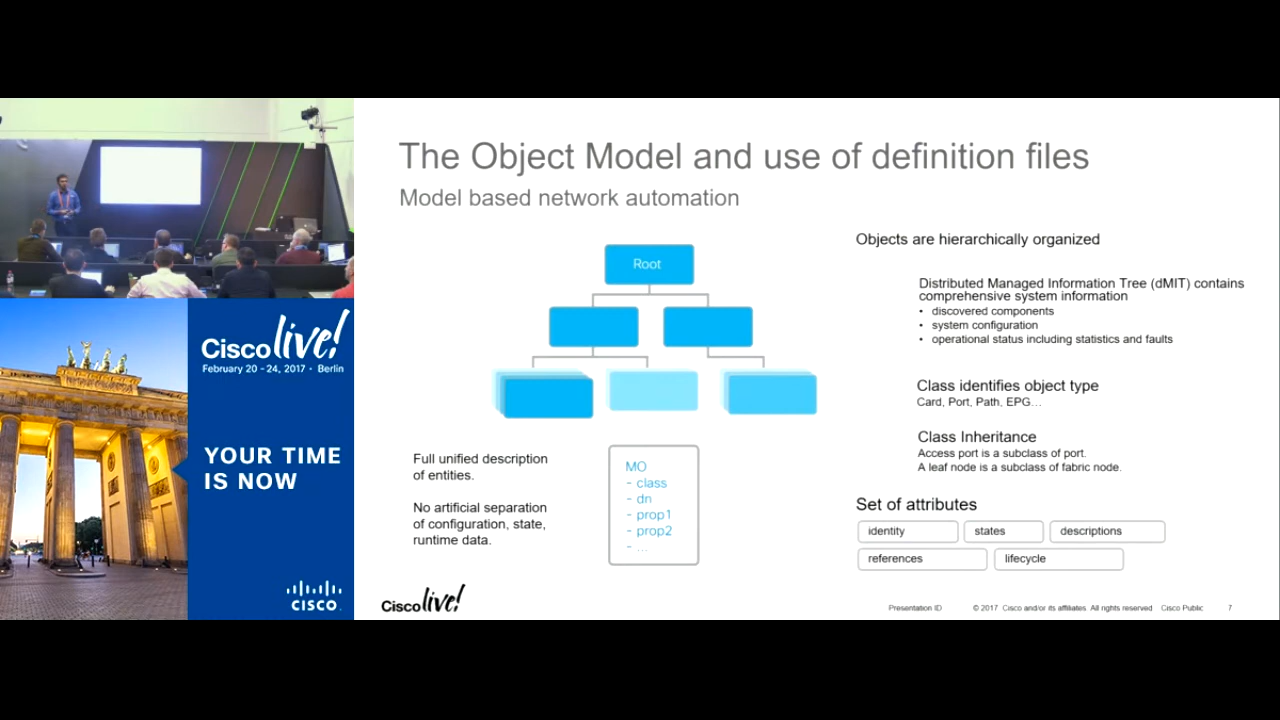 The Object Model and use of definition files
Model based network automation
Root
Full unified description
of entities.
No artificial separation
of configuration, state,
runtime data.
MO
- class
- dn
- prop1
- prop2
- ...
Objects are hierarchically organized
Distributed Managed Information Tree (dMIT) contains
comprehensive system information
• discovered components
• system configuration
• operational status including statistics and faults
Class identifies object type
Card, Port, Path, EPG…
Class Inheritance
Access port is a subclass of port.
A leaf node is a subclass of fabric node.
Set of attributes
identity states descriptions
references lifecycle
Cisco live!
Presentation ID © 2017 Cisco and/or its affiliates. All rights reserved. Cisco Public 7
Cisco live!
February 20 - 24, 2017 • Berlin
YOUR TIME
IS NOW
CISCO.